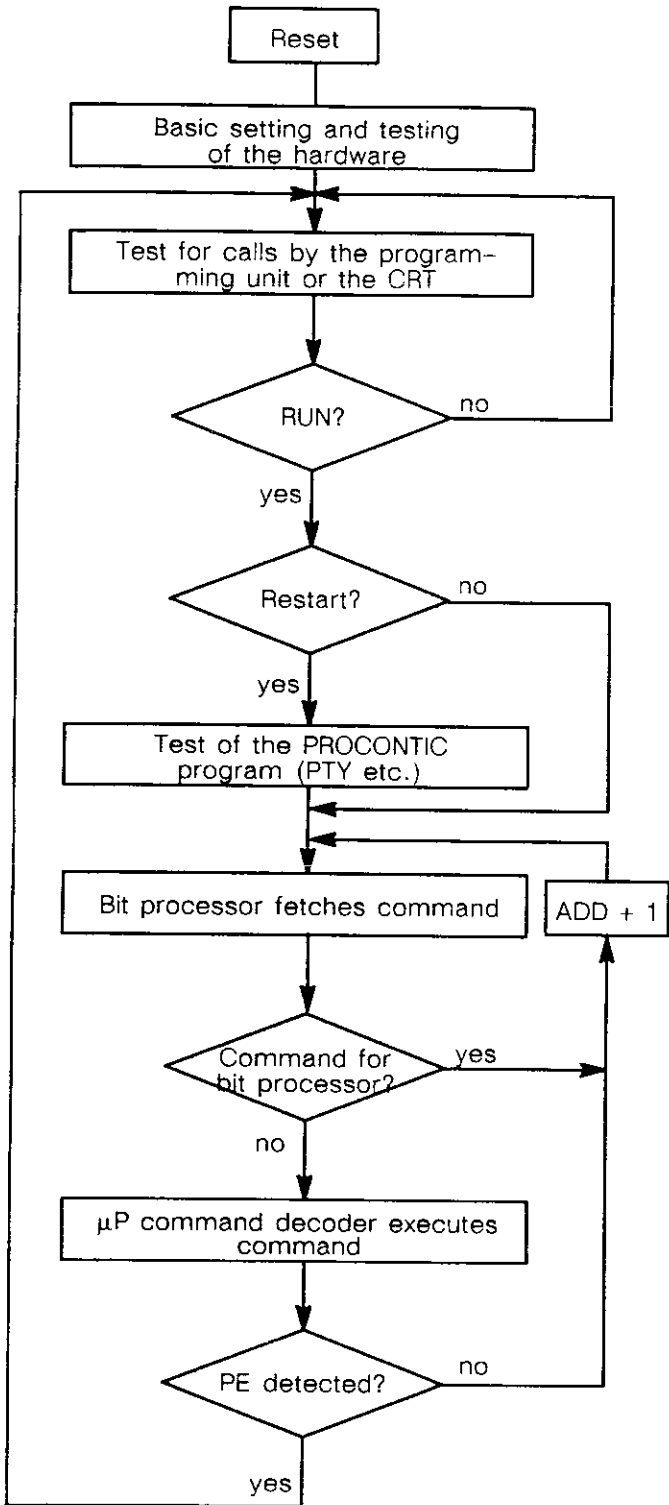 Reset
Basic setting and testing
of the hardware
Test for calls by the program-
ming unit or the CRT
RUN?
no
yes
Restart?
no
yes
Test of the PROCONTIC
program (PTY etc.)
Bit processor fetches command
ADD + 1
Command for
bit processor?
yes
no
µP command decoder executes
command
PE detected?
no
yes